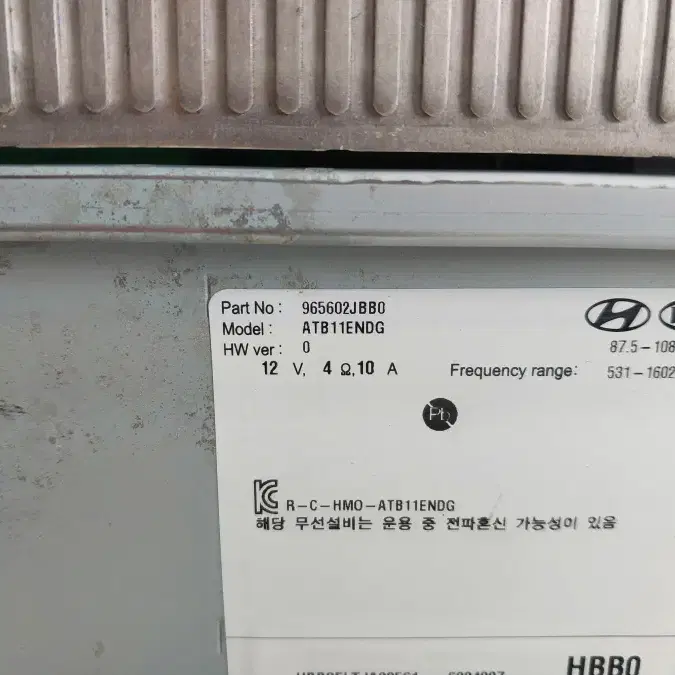 Part No : 965602JBB0
Model : ATB11ENDG
HW ver : 0
87.5-108
12 V, 4 Ω,10 A Frequency range: 531-1602
Pb
R-C-HMO-ATB11ENDG
해당 무선설비는 운용 중 전파혼신 가능성이 있음
HBB0